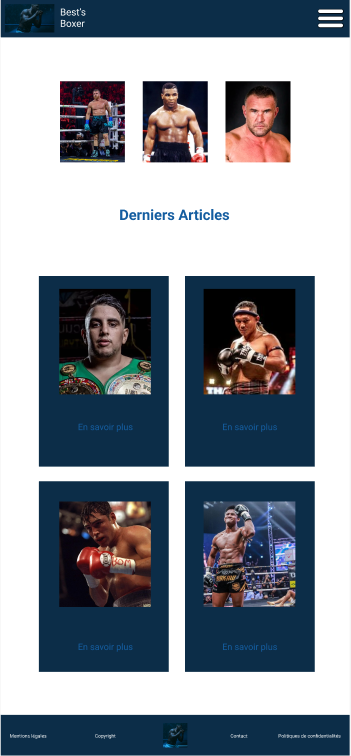 Best's
Boxer
Derniers Articles
En savoir plus
En savoir plus
En savoir plus
En savoir plus
Mentions légales
Copyright
Contact
Politiques de confidentialités